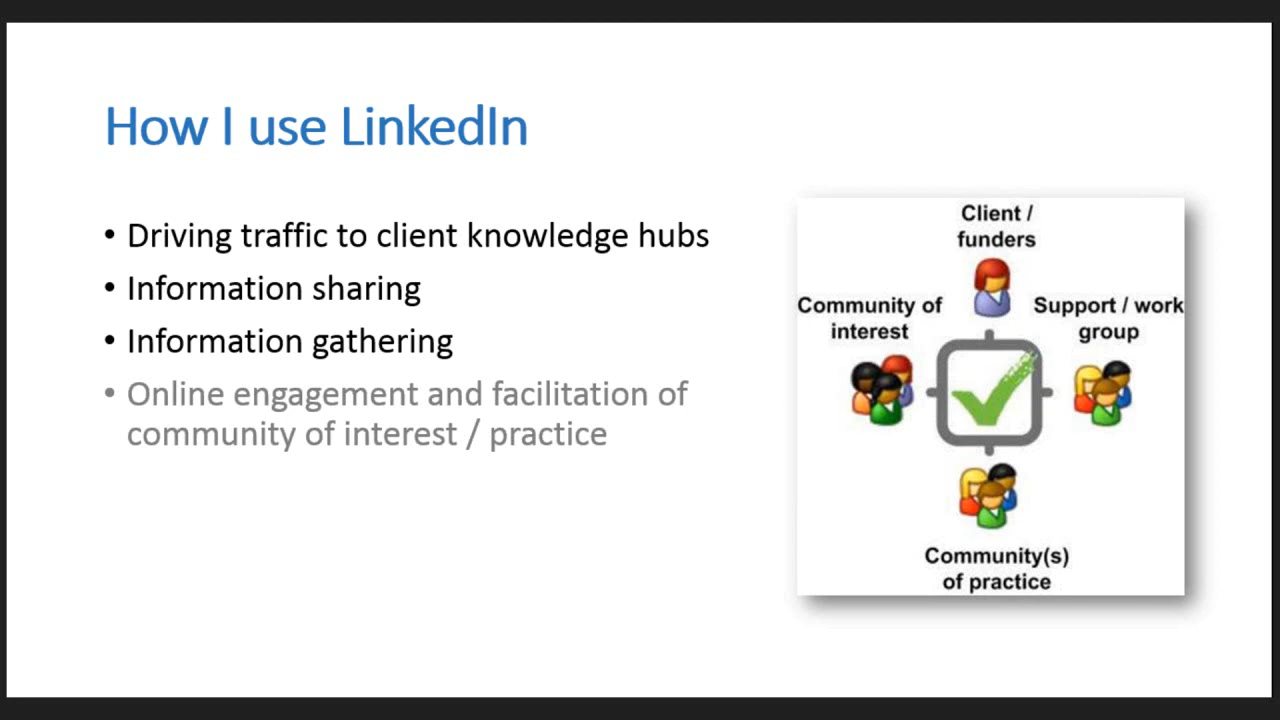 How I use LinkedIn
• Driving traffic to client knowledge hubs
• Information sharing
• Information gathering
• Online engagement and facilitation of
community of interest / practice
Client /
funders
Community of
interest
Support / work
group
Community(s)
of practice